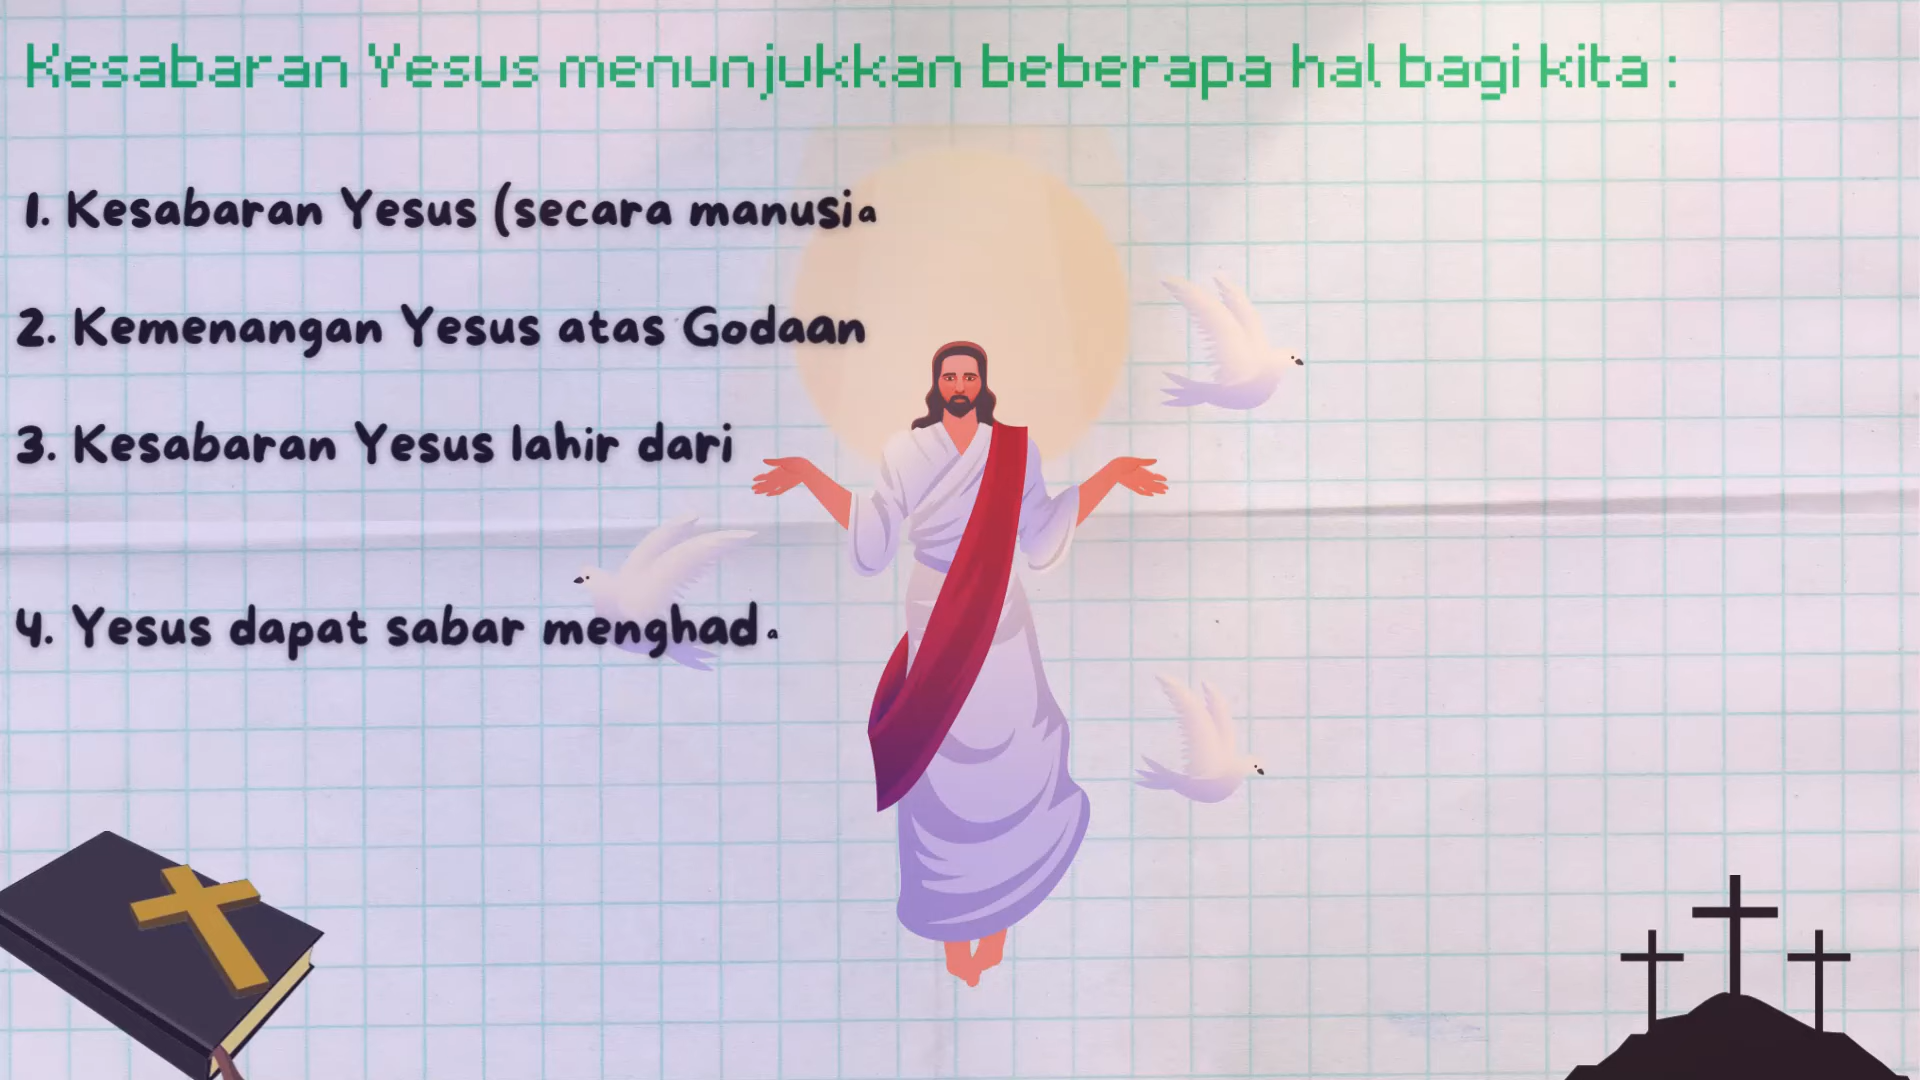 Kesabaran Yesus menunjukkan beberapa hal bagi kita :
1. Kesabaran Yesus (secara manusia
2. Kemenangan Yesus atas Godaan
3. Kesabaran Yesus lahir dari
4. Yesus dapat sabar menghada